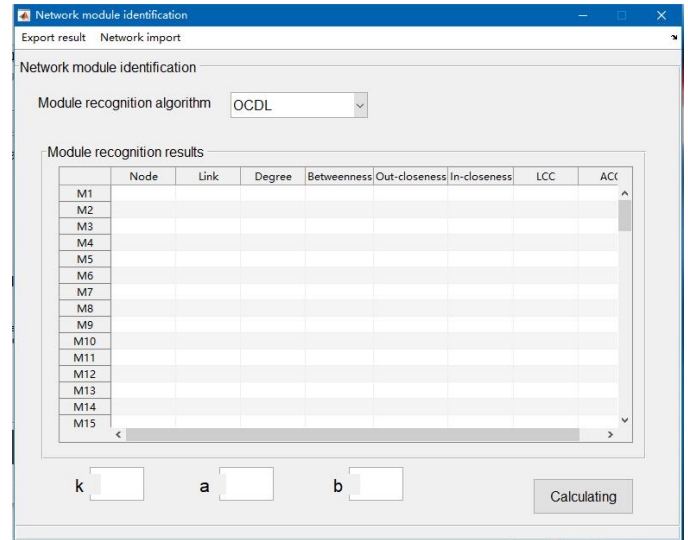 Network module identification
Export result Network import
Network module identification
Module recognition algorithm OCDL
Module recognition results
Node Link Degree Betweenness Out-closeness In-closeness LCC ACC
M1
M2
M3
M4
M5
M6
M7
M8
M9
M10
M11
M12
M13
M14
M15
k a b Calculating